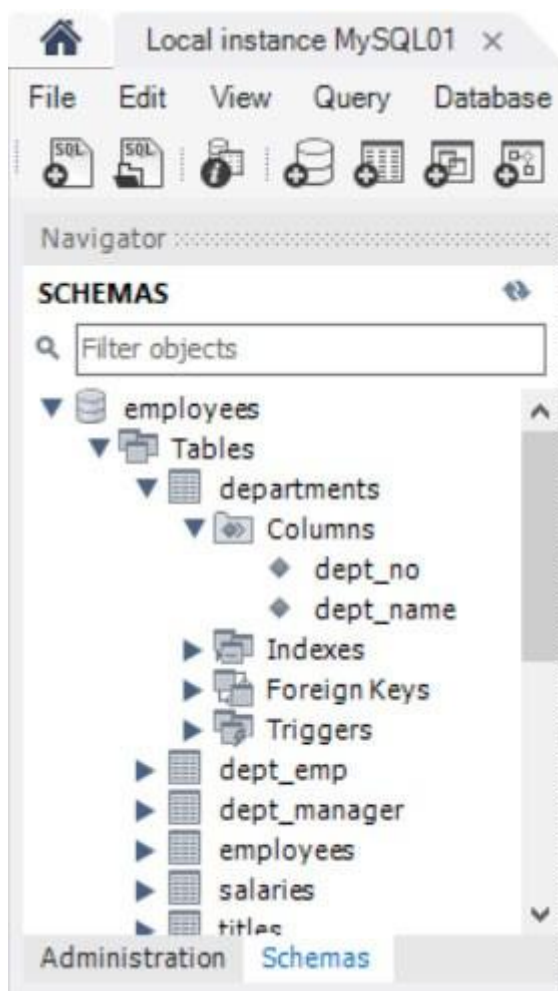 Local instance MySQL01 ×
File Edit View Query Database
SQL SQL
Navigator
SCHEMAS
Filter objects
employees
Tables
departments
Columns
dept_no
dept_name
Indexes
Foreign Keys
Triggers
dept_emp
dept_manager
employees
salaries
titles
Administration Schemas